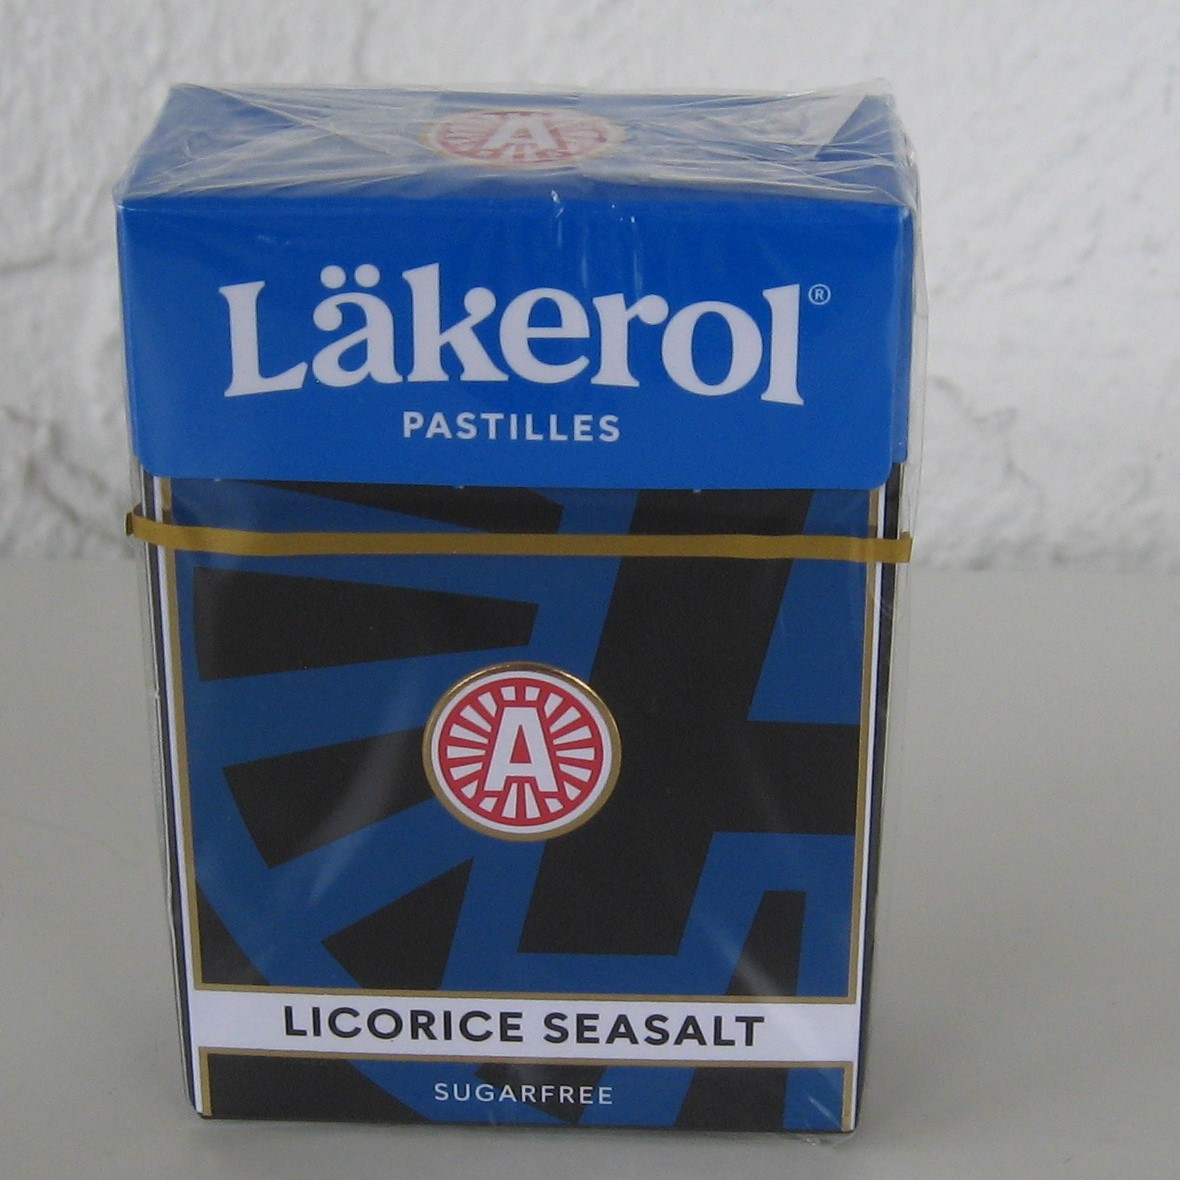 A
Läkerol®
PASTILLES
A
LICORICE SEASALT
SUGARFREE